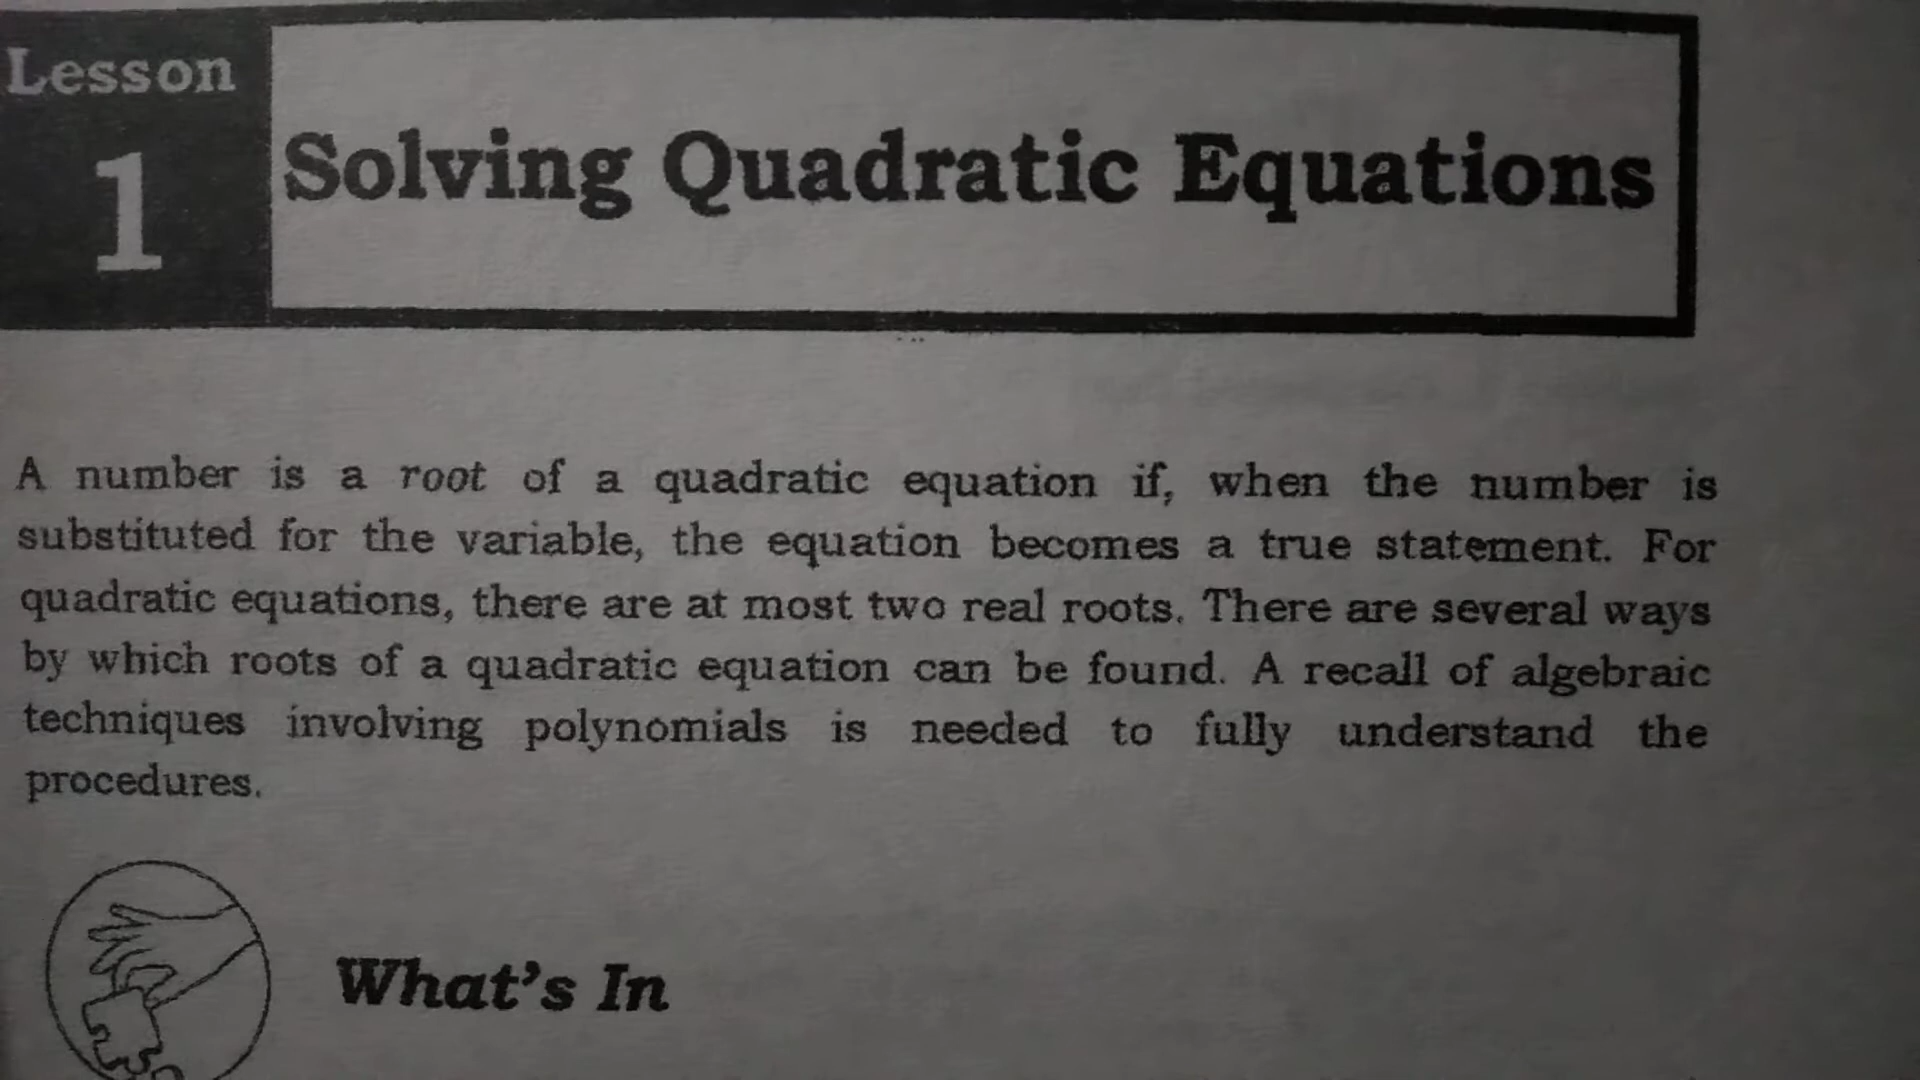 Lesson
1
Solving Quadratic Equations
A number is a root of a quadratic equation if, when the number is
substituted for the variable, the equation becomes a true statement. For
quadratic equations, there are at most two real roots. There are several ways
by which roots of a quadratic equation can be found. A recall of algebraic
techniques involving polynomials is needed to fully understand the
procedures.
What's In